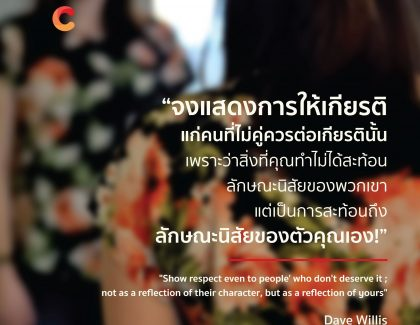 C
“จงแสดงการให้เกียรติ
แก่คนที่ไม่คู่ควรต่อเกียรตินั้น
เพราะว่าสิ่งที่คุณทำไม่ได้สะท้อน
ลักษณะนิสัยของพวกเขา
แต่เป็นการสะท้อนถึง
ลักษณะนิสัยของตัวคุณเอง!”
"Show respect even to people' who don't deserve it ;
not as a reflection of their character, but as a reflection of yours"
Dave Willis